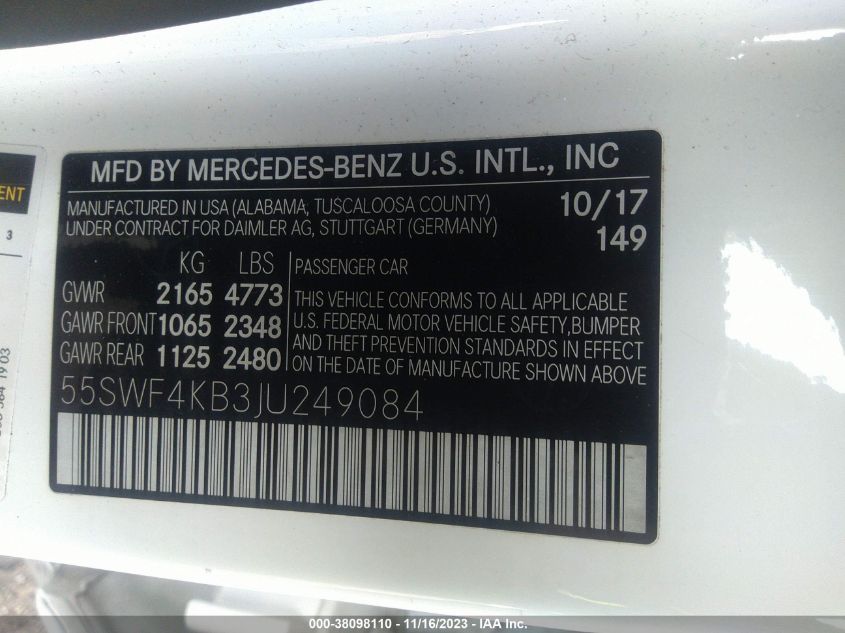 MFD BY MERCEDES-BENZ U.S. INTL., INC
MANUFACTURED IN USA (ALABAMA, TUSCALOOSA COUNTY)
UNDER CONTRACT FOR DAIMLER AG, STUTTGART (GERMANY)
10/17
149
KG LBS
GVWR 2165 4773
GAWR FRONT 1065 2348
GAWR REAR 1125 2480
PASSENGER CAR
THIS VEHICLE CONFORMS TO ALL APPLICABLE
U.S. FEDERAL MOTOR VEHICLE SAFETY,BUMPER
AND THEFT PREVENTION STANDARDS IN EFFECT
ON THE DATE OF MANUFACTURE SHOWN ABOVE
55SWF4KB3JU249084
3
000-38098110 - 11/16/2023 - IAA Inc.